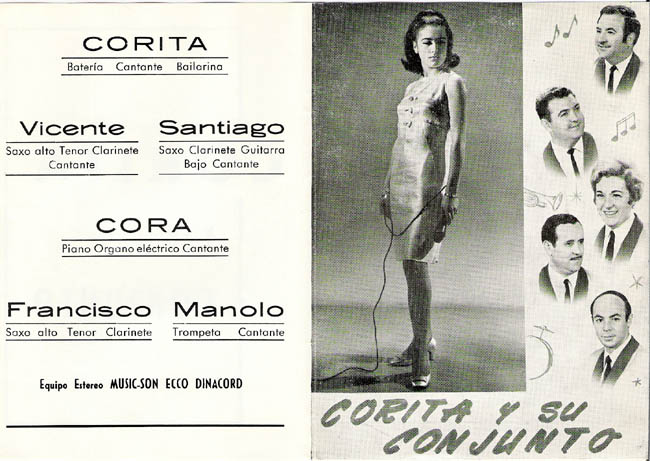 CORITA
Batería Cantante Bailarina
Vicente
Saxo alto Tenor Clarinete
Cantante
Santiago
Saxo Clarinete Guitarra
Bajo Cantante
CORA
Piano Organo eléctrico Cantante
Francisco
Saxo alto Tenor Clarinete
Manolo
Trompeta Cantante
Equipo Estereo MUSIC-SON ECCO DINACORD
CORITA Y SU
CONJUNTO